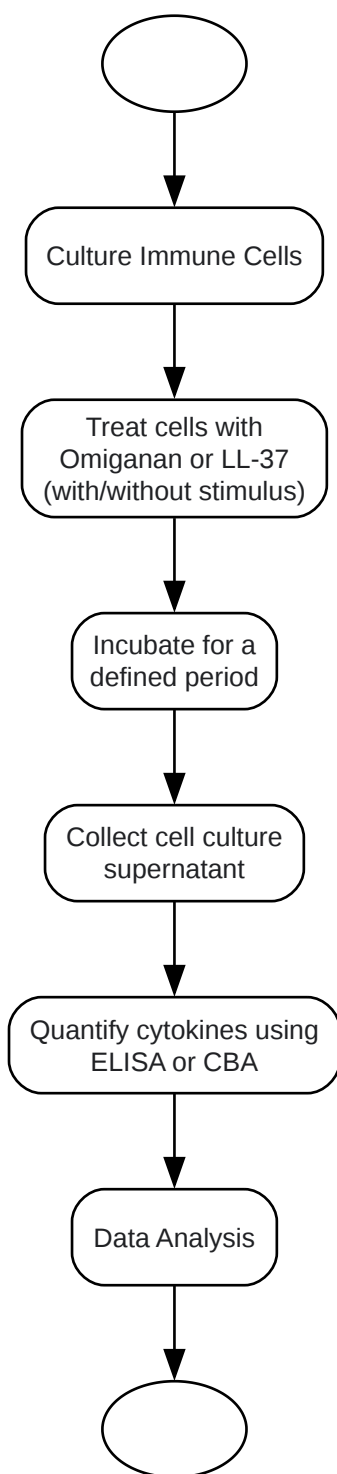 Culture Immune Cells
Treat cells with
Omiganan or LL-37
(with/without stimulus)
Incubate for a
defined period
Collect cell culture
supernatant
Quantify cytokines using
ELISA or CBA
Data Analysis